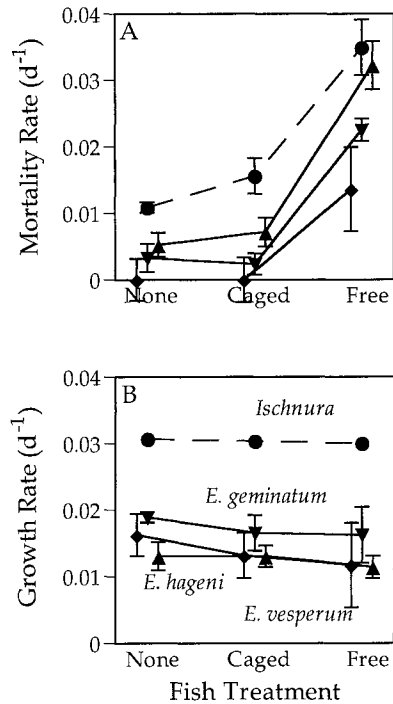 A
Mortality Rate (d⁻¹)
0.04
0.03
0.02
0.01
0
None Caged Free
B
Growth Rate (d⁻¹)
0.04
0.03
0.02
0.01
0
Ischnura
E. geminatum
E. hageni
E. vesperum
None Caged Free
Fish Treatment